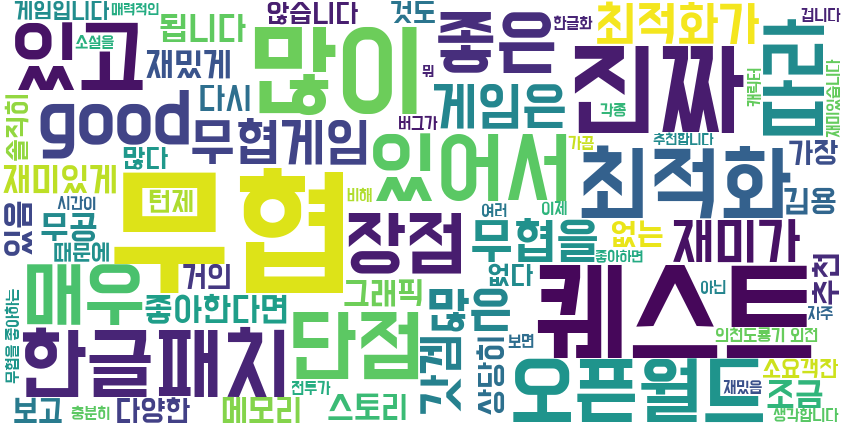 게임입니다
매력적인
있고
소설을
됩니다
재밌게
않습니다
많이
것도
뭐
좋은
한글화
최적화가
진짜
겁니다
파라
캐릭터
재미있습니다
솔직히
good
다시
무협게임
버그가
게임은
각종
가끔
추천합니다
가장
많다
재미있게
있어서
최적화
김용
있음
시간이
무공
때문에
무협
턴제
비해
장점
여러
이제
무협을
없는
재미가
좋아하면
추천
무협을 좋아하는
매우
거의
좋아한다면
그래픽
없다
많은
퀘스트
아닌
자주
한글패치
단점
갓겜
상당히
보면
의천도룡기 외전
오픈월드
소요객잔
재밌음
조금
생각합니다
보고
충분히
다양한
메모리
전투가
스토리